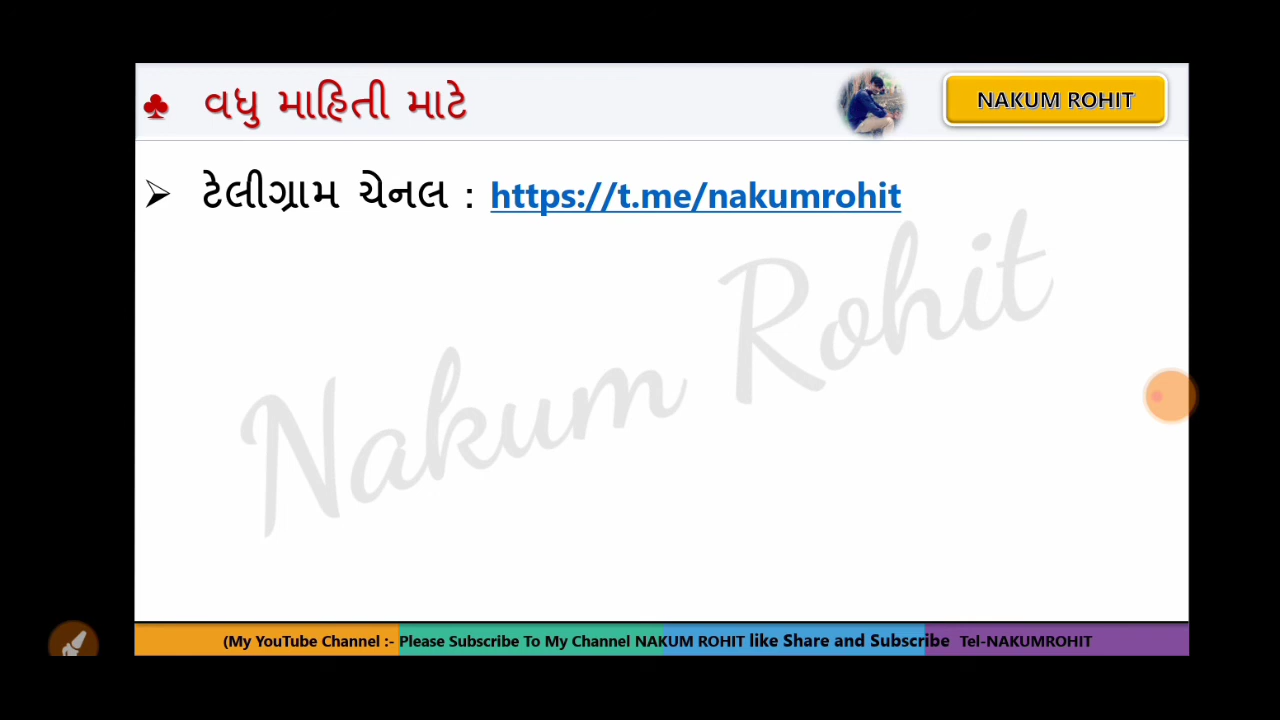 ♣ વધુ માહિતી માટે
NAKUM ROHIT
➢ ટેલીગ્રામ ચેનલ : https://t.me/nakumrohit
Nakum Rohit
(My YouTube Channel :- Please Subscribe To My Channel NAKUM ROHIT like Share and Subscribe Tel-NAKUMROHIT